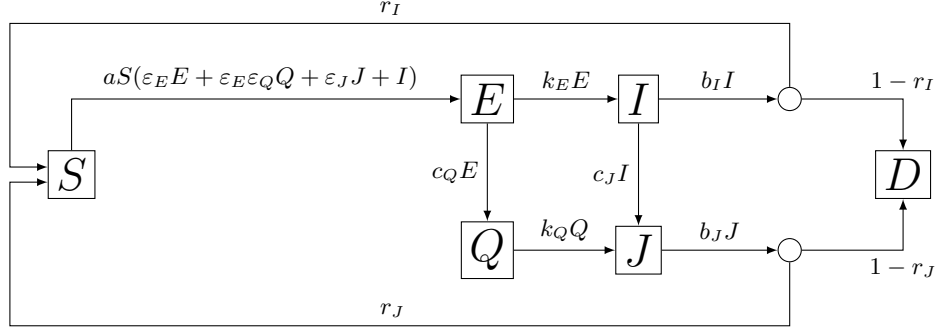 r_I
aS(ε_E E + ε_E ε_Q Q + ε_J J + I)
E
k_E E
I
b_I I
1 − r_I
S
c_Q E
c_J I
D
Q
k_Q Q
J
b_J J
1 − r_J
r_J